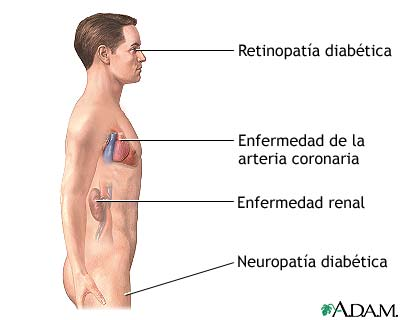 Retinopatía diabética
Enfermedad de la
arteria coronaria
Enfermedad renal
Neuropatía diabética
A.D.A.M.